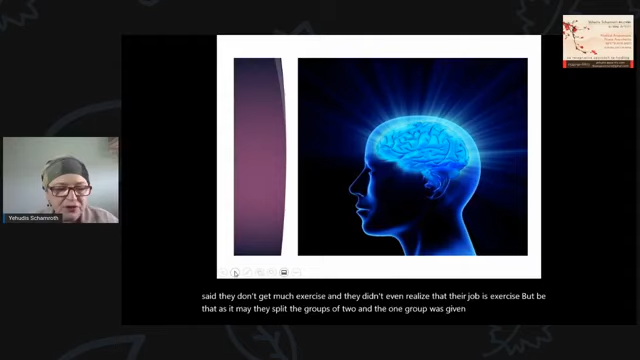 Yehudis Schamroth
said they don't get much exercise and they didn't even realize that their job is exercise But be
that as it may they split the groups of two and the one group was given